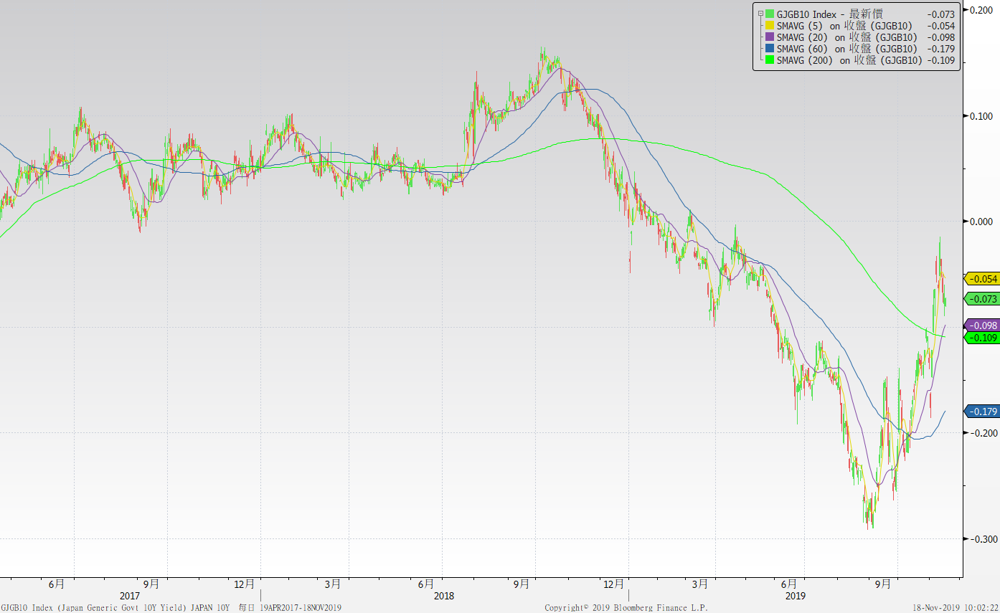 GJGB10 Index - 最新價 -0.073
SMAVG (5) on 收盤 (GJGB10) -0.054
SMAVG (20) on 收盤 (GJGB10) -0.098
SMAVG (60) on 收盤 (GJGB10) -0.179
SMAVG (200) on 收盤 (GJGB10) -0.109
0.200
0.100
0.000
-0.054
-0.073
-0.098
-0.109
-0.179
-0.200
-0.300
6月 9月 12月 3月 6月 9月 12月 3月 6月 9月
2017 2018 2019
GJGB10 Index (Japan Generic Govt 10Y Yield) JAPAN 10Y 每日 19APR2017-18NOV2019 Copyright© 2019 Bloomberg Finance L.P. 18-Nov-2019 10:02:22